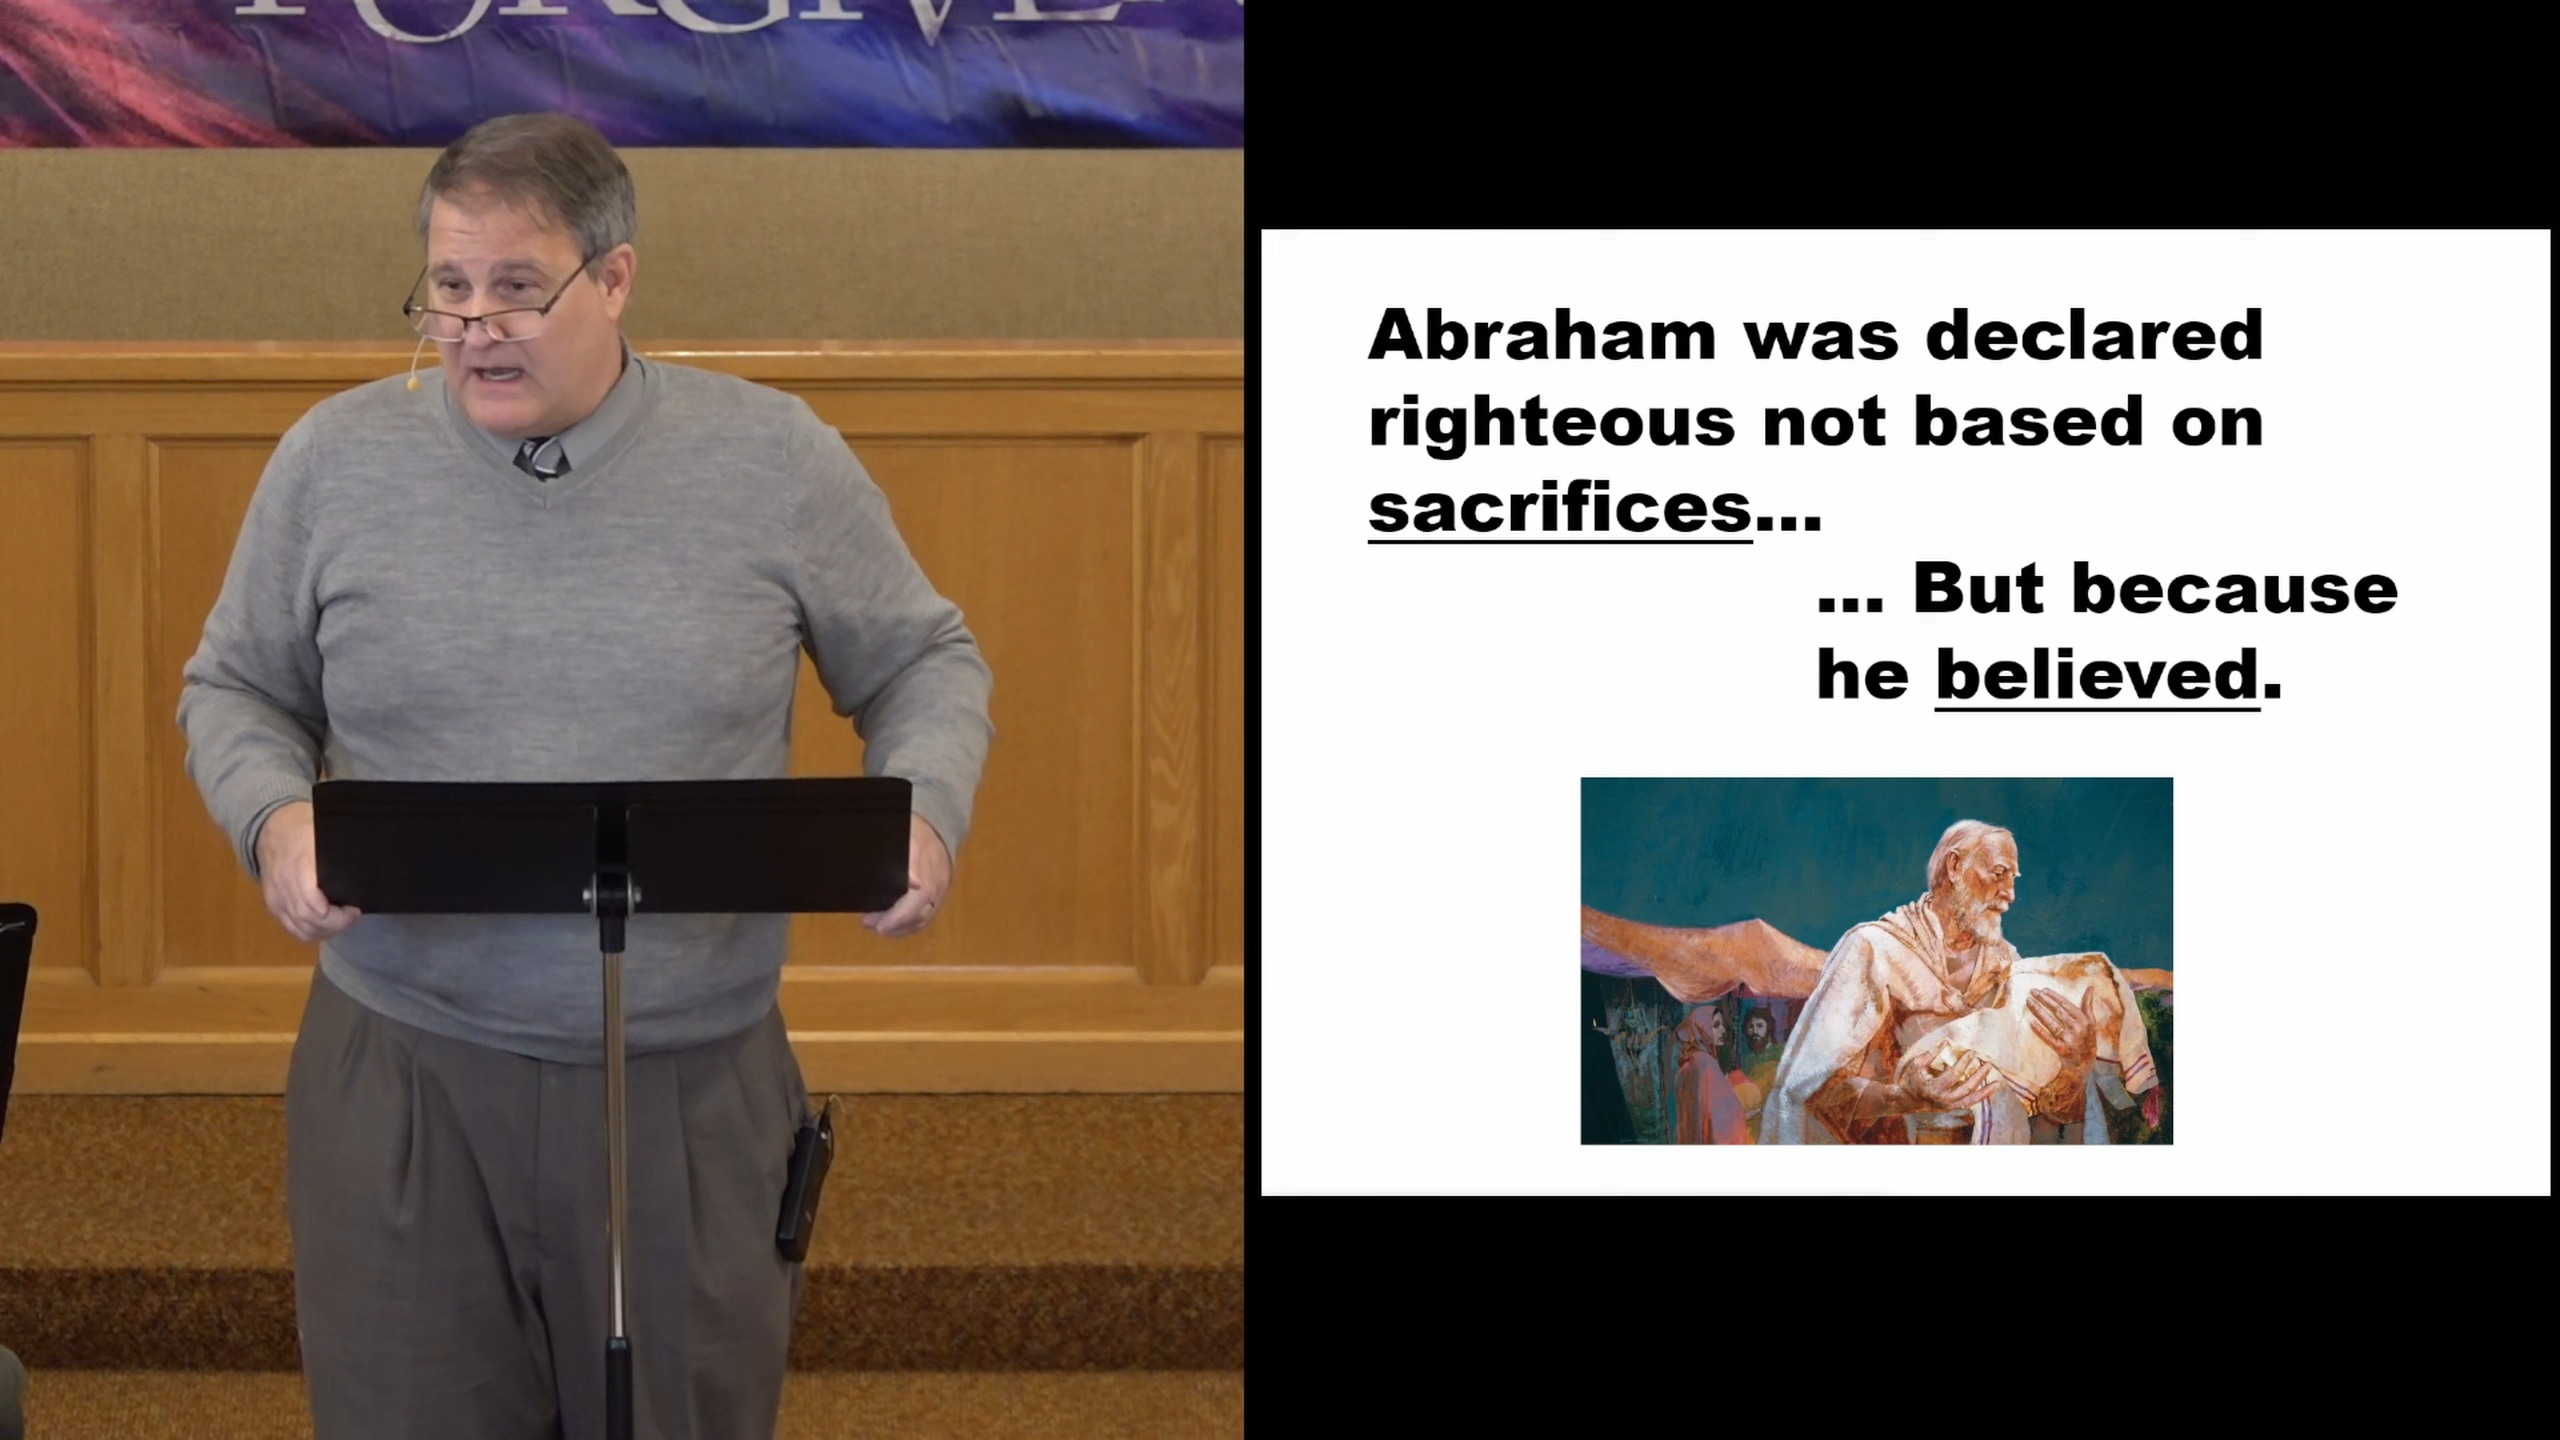 Abraham was declared
righteous not based on
sacrifices...
... But because
he believed.